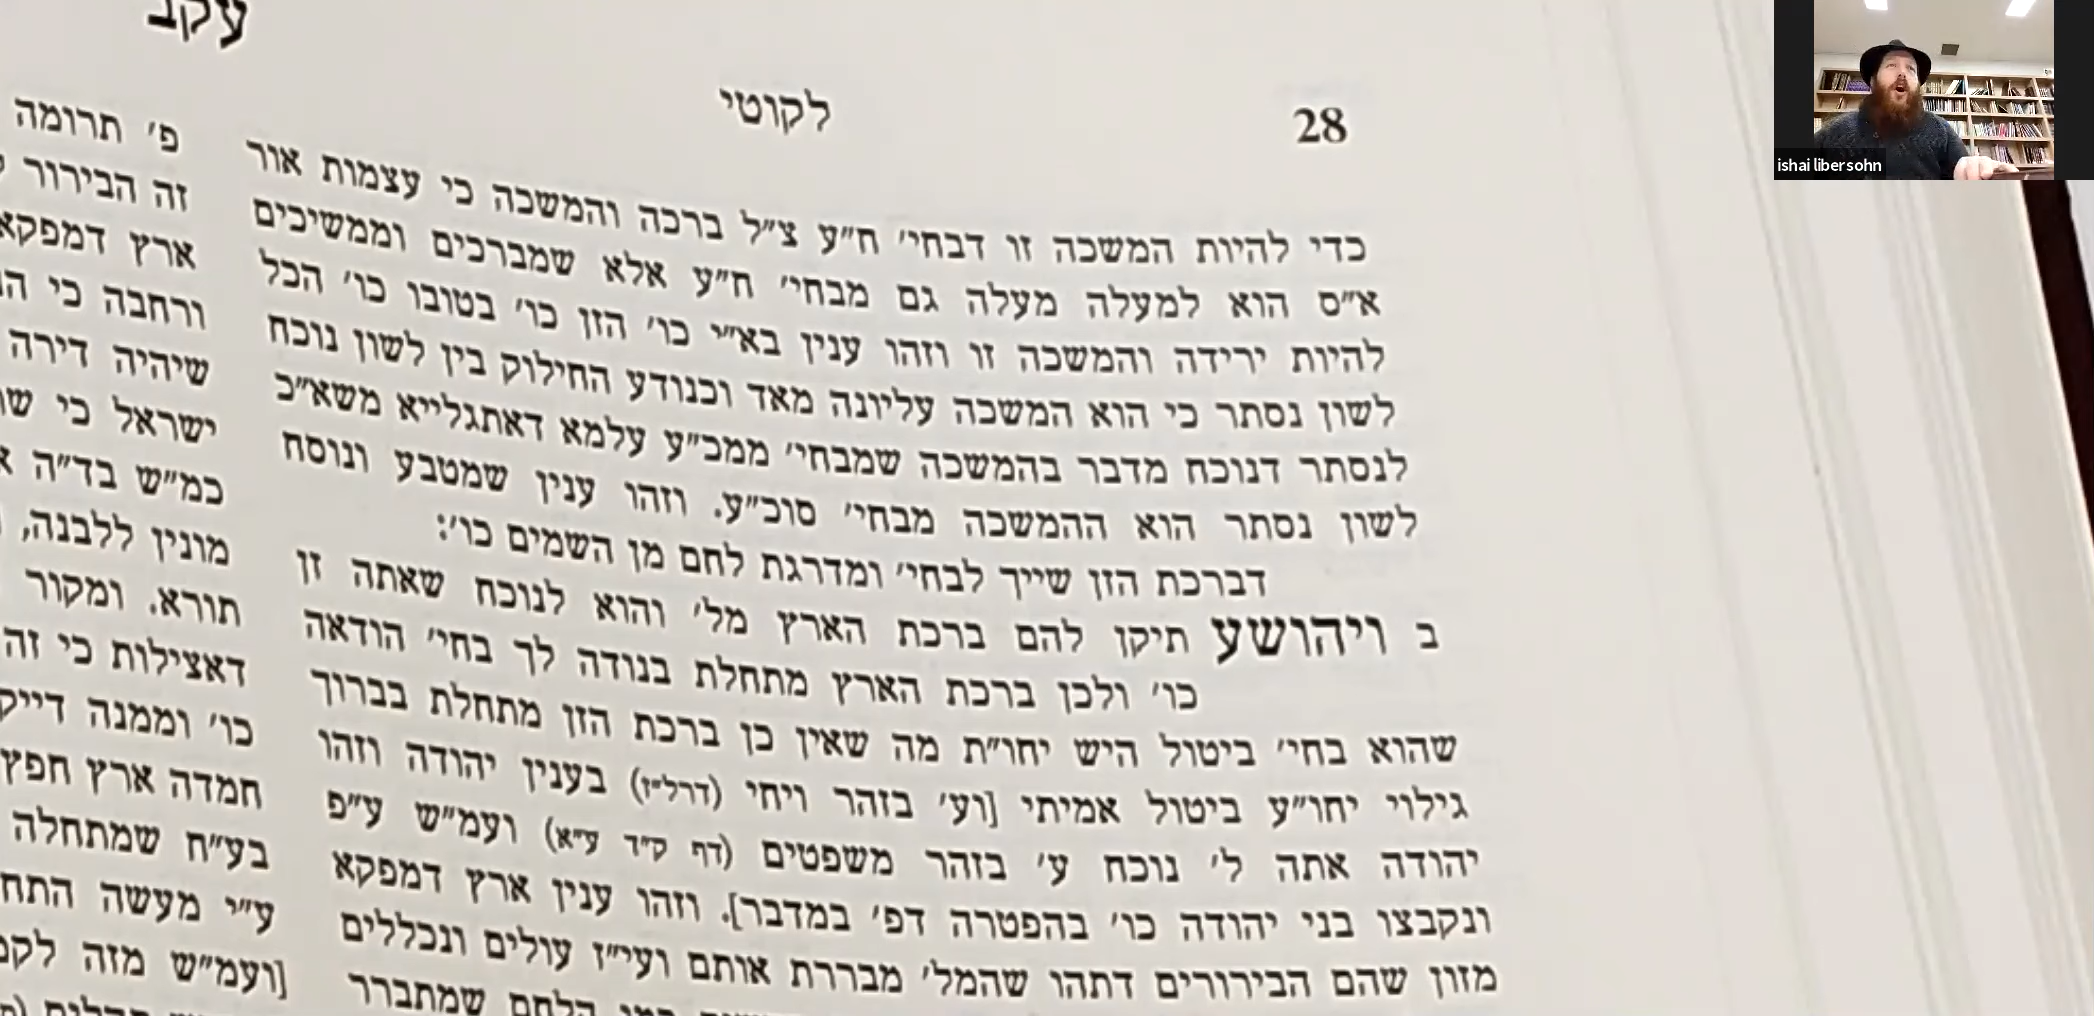 עקב
לקוטי
28
כדי להיות המשכה זו דבחי׳ ח״ע צ״ל ברכה והמשכה כי עצמות אור
א״ס הוא למעלה מעלה גם מבחי׳ ח״ע אלא שמברכים וממשיכים
להיות ירידה והמשכה זו וזהו ענין בא״י כו׳ הזן כו׳ בטובו כו׳ הכל
לשון נסתר כי הוא המשכה עליונה מאד וכנודע החילוק בין לשון נוכח
לנסתר דנוכח מדבר בהמשכה שמבחי׳ ממכ״ע עלמא דאתגלייא משא״כ
לשון נסתר הוא ההמשכה מבחי׳ סוכ״ע. וזהו ענין שמטבע ונוסח
דברכת הזן שייך לבחי׳ ומדרגת לחם מן השמים כו׳:
ב ויהושע תיקן להם ברכת הארץ מל׳ והוא לנוכח שאתה זן
כו׳ ולכן ברכת הארץ מתחלת בנודה לך בחי׳ הודאה
שהוא בחי׳ ביטול היש יחו״ת מה שאין כן ברכת הזן מתחלת בברוך
גילוי יחו״ע ביטול אמיתי [וע׳ בזהר ויחי (דרל״ז) בענין יהודה וזהו
יהודה אתה ל׳ נוכח ע׳ בזהר משפטים (דף ק״ד ע״א) ועמ״ש ע״פ
ונקבצו בני יהודה כו׳ בהפטרה דפ׳ במדבר]. וזהו ענין ארץ דמפקא
מזון שהם הבירורים דתהו שהמל׳ מבררת אותם ועי״ז עולים ונכללים
הלחם שמתברר
פ׳ תרומה
זה הבירור
ארץ דמפקא
ורחבה כי
שיהיה דירה
ישראל כי
כמ״ש בד״ה
מונין ללבנה,
תורא. ומקור
דאצילות כי זה
כו׳ וממנה דייק
חמדה ארץ חפץ
בע״ח שמתחלה
ע״י מעשה
[ועמ״ש מזה
ishai libersohn